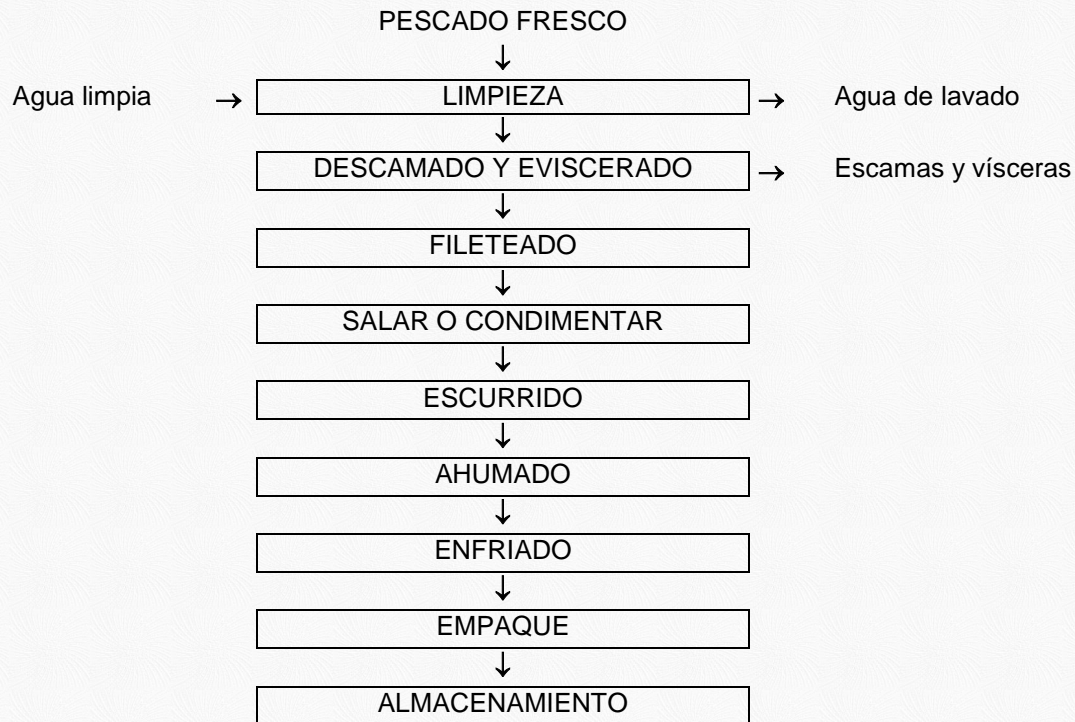 PESCADO FRESCO
↓
Agua limpia → LIMPIEZA → Agua de lavado
↓
DESCAMADO Y EVISCERADO → Escamas y vísceras
↓
FILETEADO
↓
SALAR O CONDIMENTAR
↓
ESCURRIDO
↓
AHUMADO
↓
ENFRIADO
↓
EMPAQUE
↓
ALMACENAMIENTO